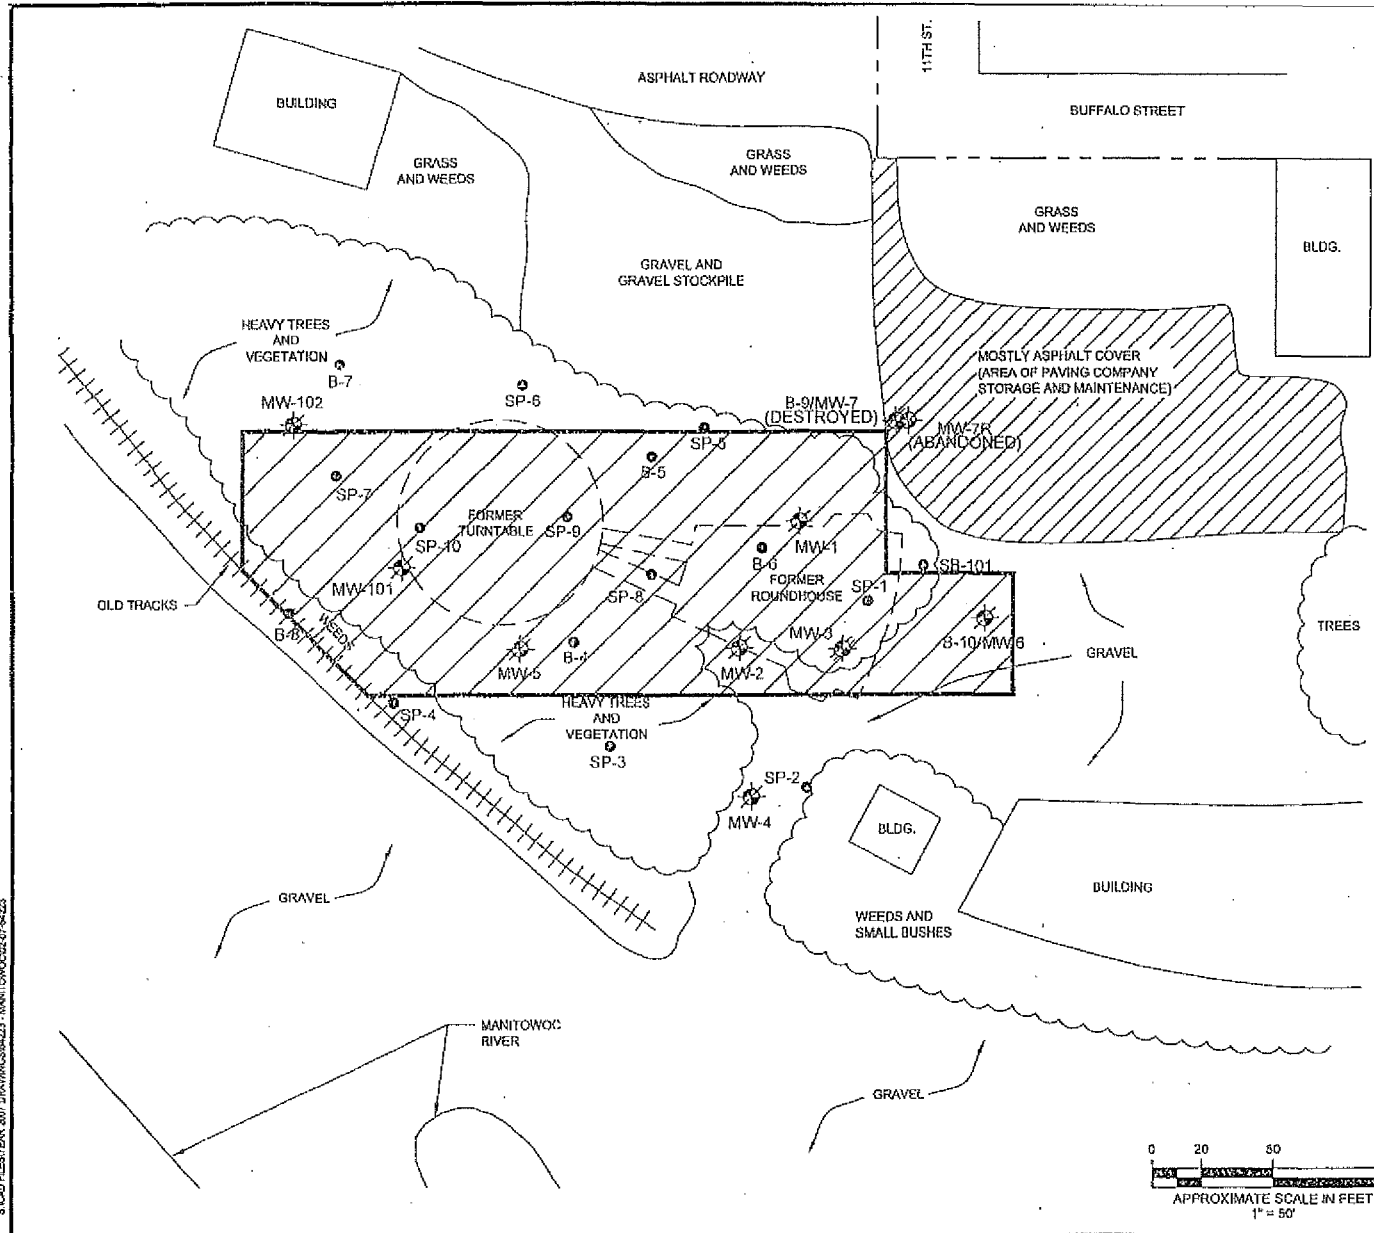 11TH ST.
ASPHALT ROADWAY
BUILDING
BUFFALO STREET
GRASS
AND WEEDS
GRASS
AND WEEDS
GRASS
AND WEEDS
BLDG.
GRAVEL AND
GRAVEL STOCKPILE
HEAVY TREES
AND
VEGETATION
MOSTLY ASPHALT COVER
(AREA OF PAVING COMPANY
STORAGE AND MAINTENANCE)
B-7
SP-6
MW-102
B-9/MW-7
(DESTROYED)
MW-7R
(ABANDONED)
SP-5
B-5
SP-7
FORMER
TURNTABLE
SP-9
SP-10
MW-1
B-6
MW-101
FORMER
ROUNDHOUSE
SP-8
SP-1
SB-101
OLD TRACKS
B-8
WEEDS
MW-3
B-10/MW-6
TREES
MW-5
B-4
MW-2
GRAVEL
SP-4
HEAVY TREES
AND
VEGETATION
SP-3
SP-2
MW-4
BLDG.
BUILDING
GRAVEL
WEEDS AND
SMALL BUSHES
MANITOWOC
RIVER
GRAVEL
0 20 50
APPROXIMATE SCALE IN FEET
1" = 50'